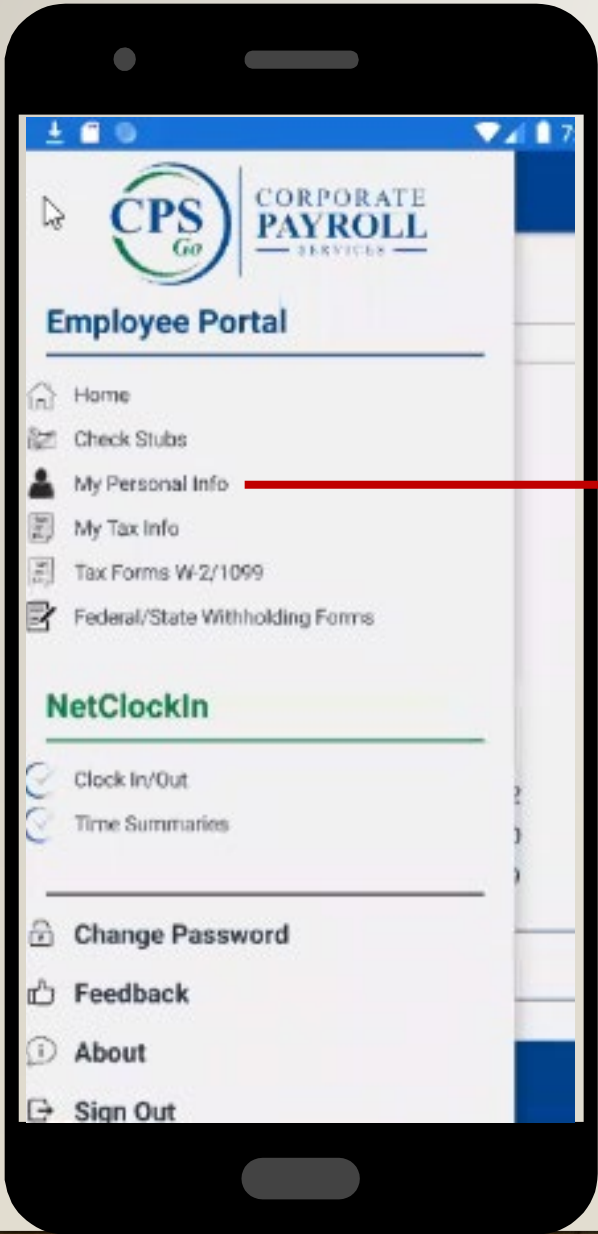 7
CPS
Go
CORPORATE
PAYROLL
SERVICES
Employee Portal
Home
Check Stubs
My Personal Info
My Tax Info
Tax Forms W-2/1099
Federal/State Withholding Forms
NetClockIn
Clock In/Out
Time Summaries
Change Password
Feedback
About
Sign Out